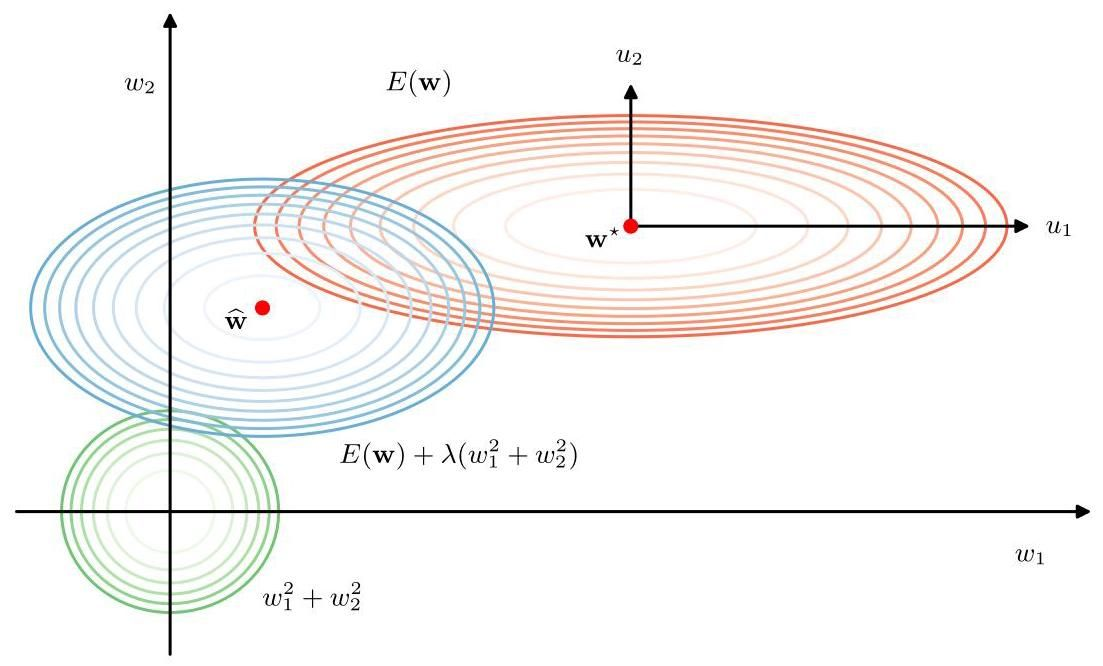 u₂
E(𝐰)
w₂
𝐰⋆
u₁
𝐰̂
E(𝐰) + λ(w₁² + w₂²)
w₁
w₁² + w₂²